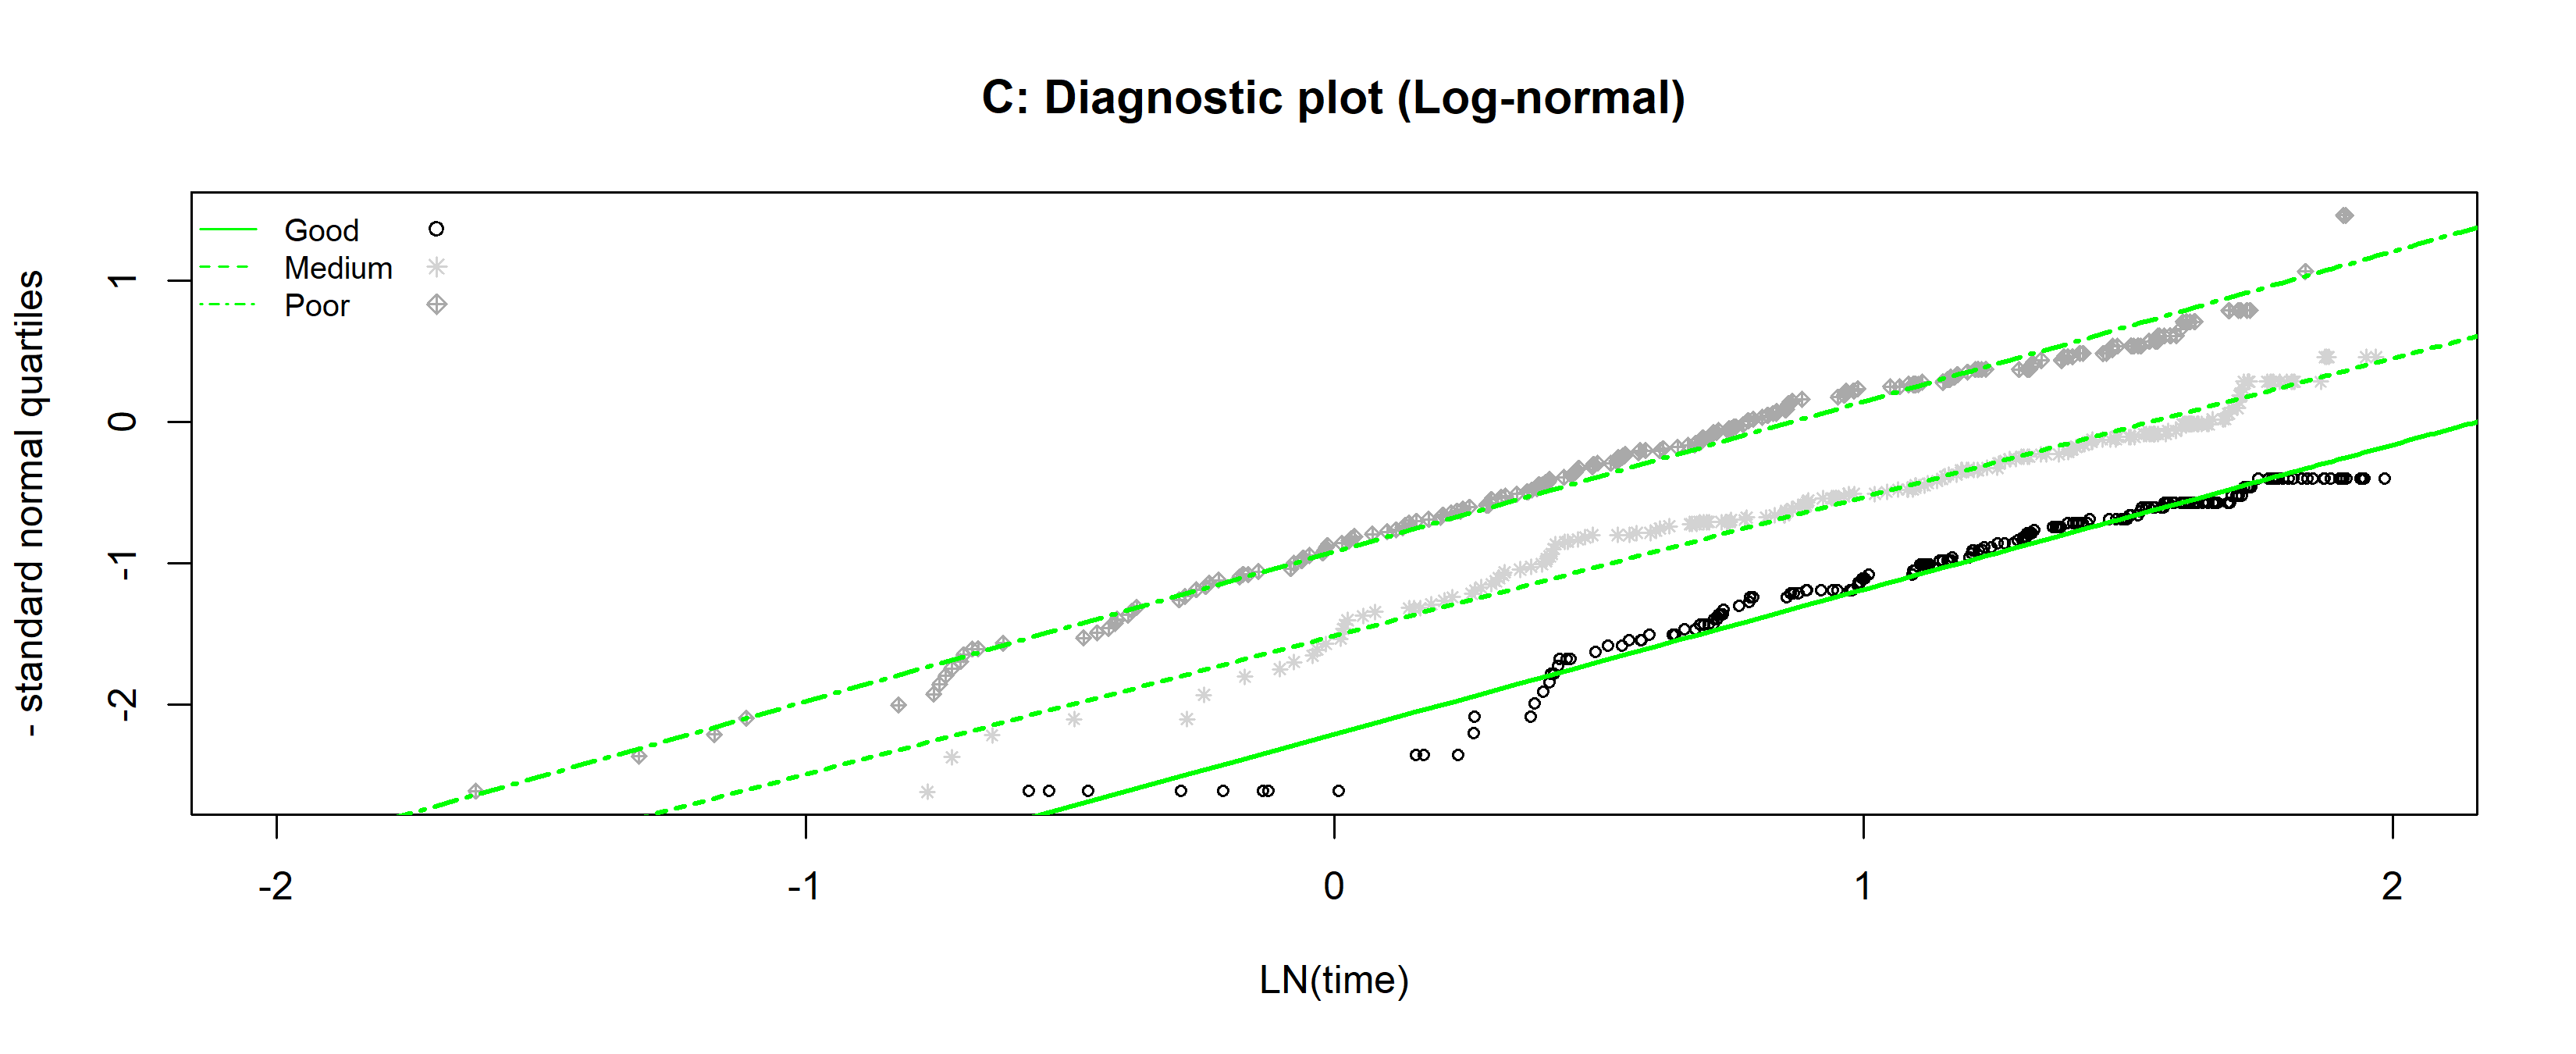 C: Diagnostic plot (Log-normal)
Good
Medium
Poor
- standard normal quartiles
1
0
-1
-2
-2 -1 0 1 2
LN(time)